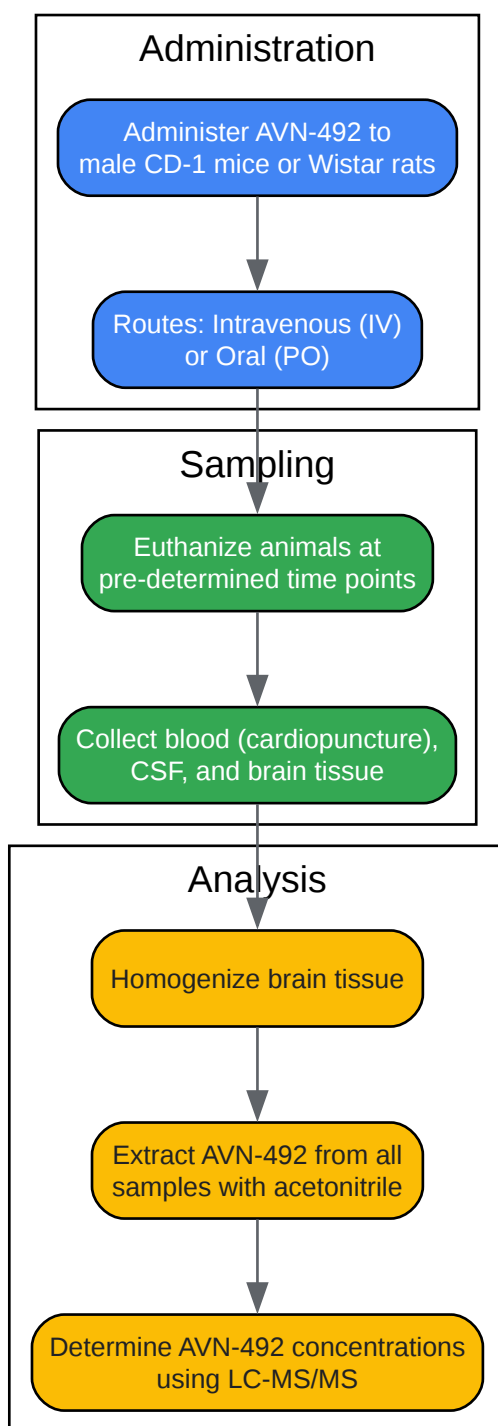 Administration
Administer AVN-492 to
male CD-1 mice or Wistar rats
Routes: Intravenous (IV)
or Oral (PO)
Sampling
Euthanize animals at
pre-determined time points
Collect blood (cardiopuncture),
CSF, and brain tissue
Analysis
Homogenize brain tissue
Extract AVN-492 from all
samples with acetonitrile
Determine AVN-492 concentrations
using LC-MS/MS